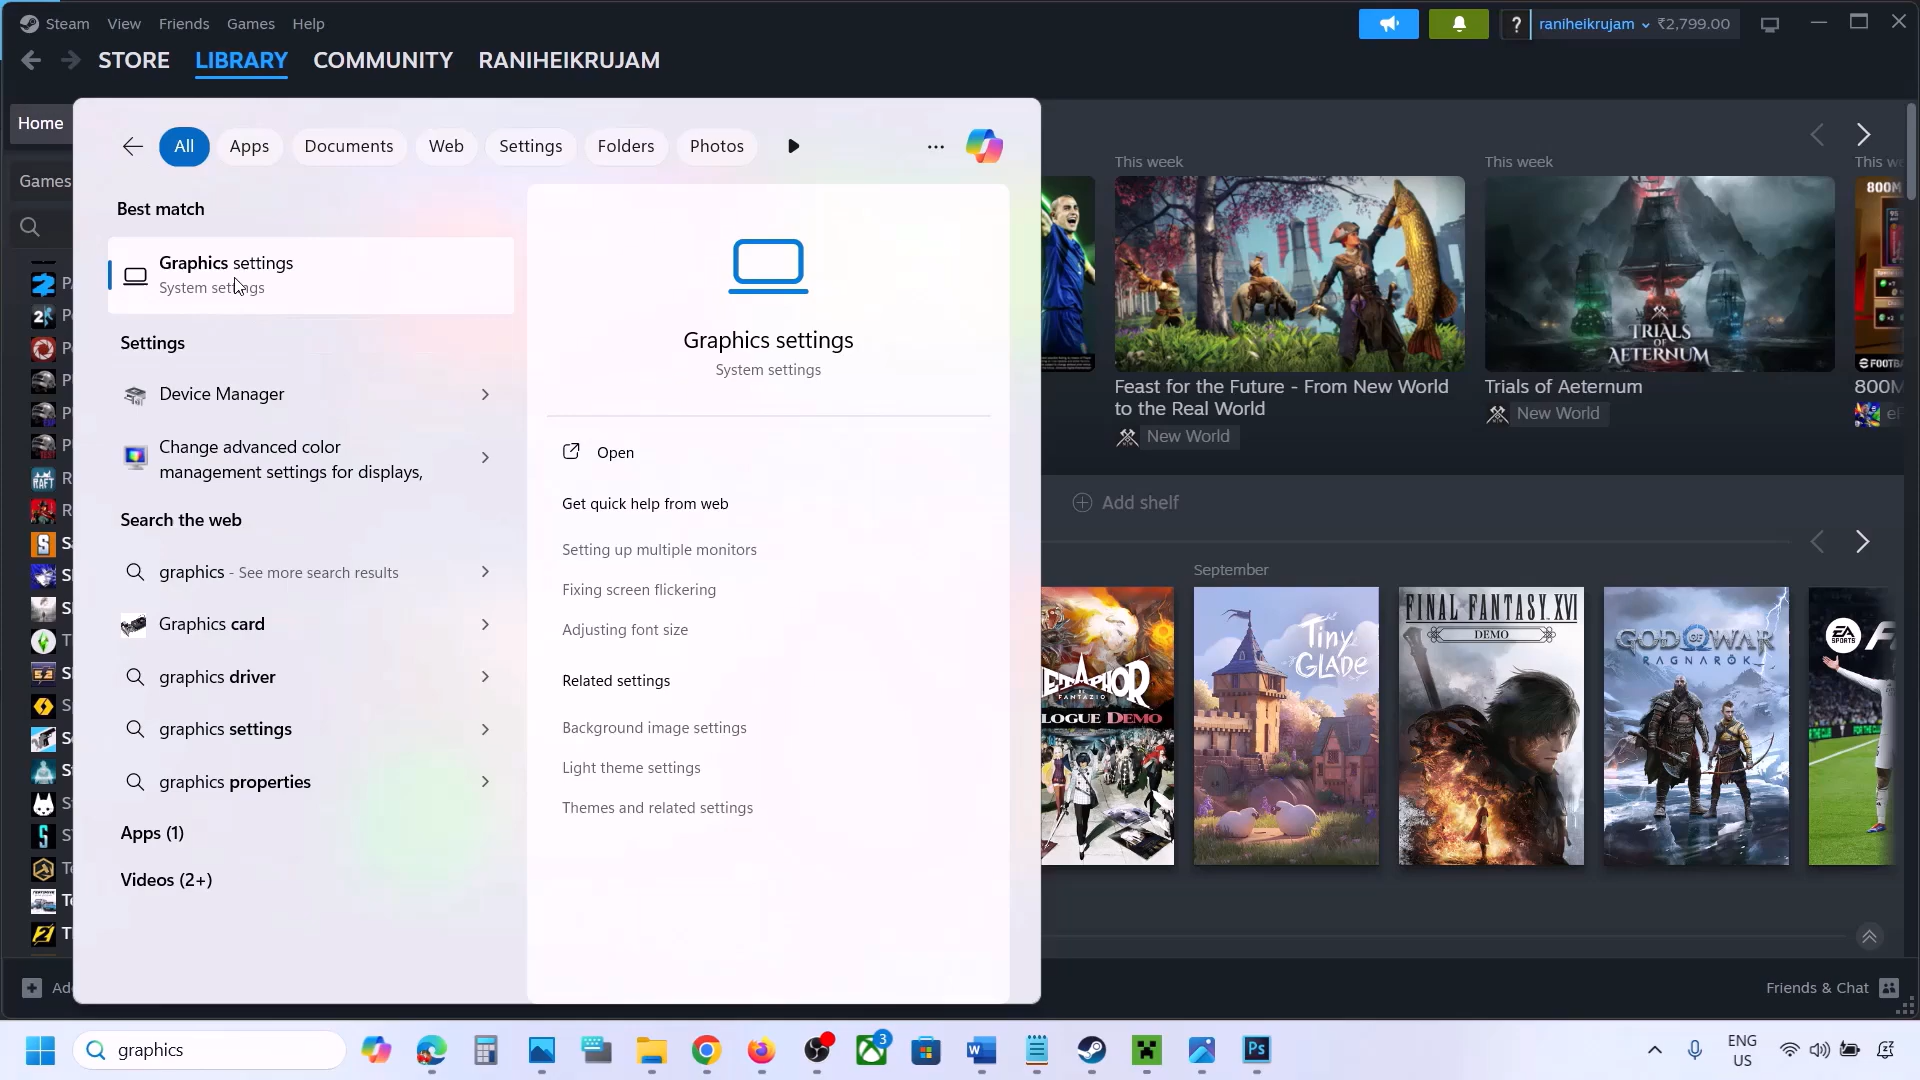 Steam View Friends Games Help
? raniheikrujam ₹2,799.00
STORE LIBRARY COMMUNITY RANIHEIKRUJAM
Home
Games
All Apps Documents Web Settings Folders Photos
Best match
Graphics settings
System settings
Settings
Device Manager
Change advanced color
management settings for displays,
Search the web
graphics - See more search results
Graphics card
graphics driver
graphics settings
graphics properties
Apps (1)
Videos (2+)
Graphics settings
System settings
Open
Get quick help from web
Setting up multiple monitors
Fixing screen flickering
Adjusting font size
Related settings
Background image settings
Light theme settings
Themes and related settings
This week
This week
TRIALS
OF
AETERNUM
800M
Feast for the Future - From New World
to the Real World
New World
Trials of Aeternum
New World
800M
Add shelf
September
DEMO
Tiny
Glade
FINAL FANTASY XVI
DEMO
GOD OF WAR
RAGNARÖK
EA
SPORTS
Friends & Chat
graphics
3
W
Ps
ENG
US